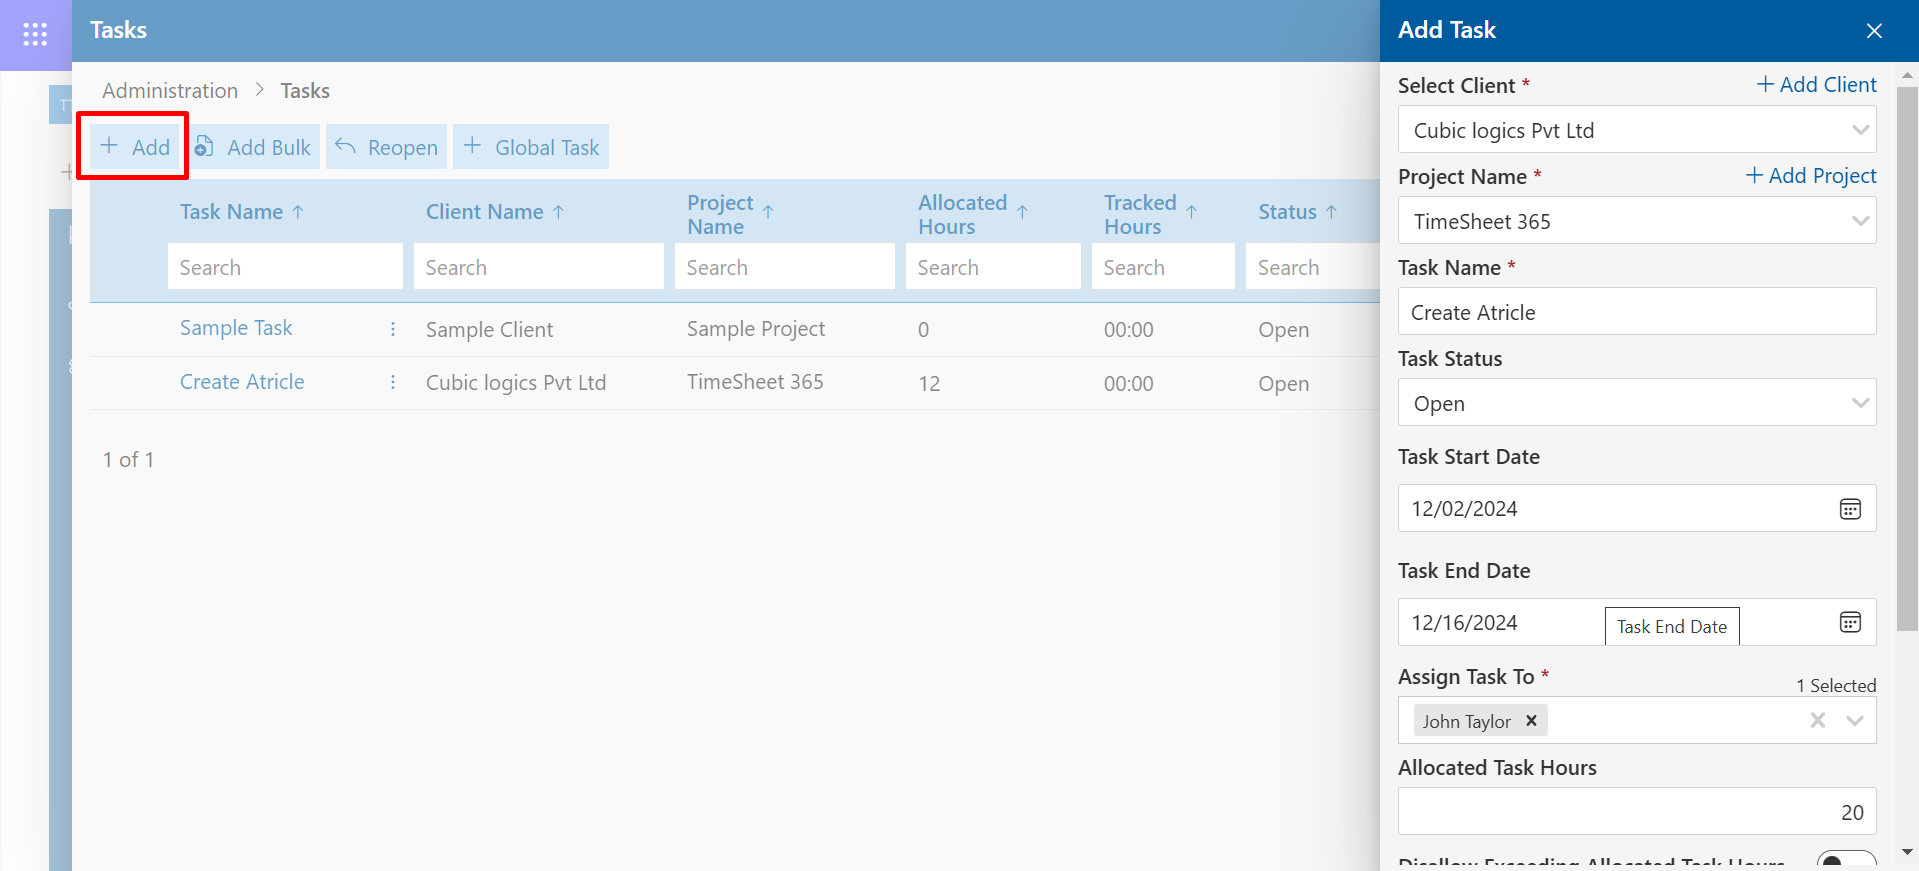 Tasks
Administration > Tasks
+ Add
Add Bulk
Reopen
+ Global Task
Task Name ↑
Client Name ↑
Project Name ↑
Allocated Hours ↑
Tracked Hours ↑
Status ↑
Search Search Search Search Search Search
Sample Task Sample Client Sample Project 0 00:00 Open
Create Atricle Cubic logics Pvt Ltd TimeSheet 365 12 00:00 Open
1 of 1
Add Task
Select Client * + Add Client
Cubic logics Pvt Ltd
Project Name * + Add Project
TimeSheet 365
Task Name *
Create Atricle
Task Status
Open
Task Start Date
12/02/2024
Task End Date
12/16/2024
Task End Date
Assign Task To *
1 Selected
John Taylor ×
Allocated Task Hours
20
Disallow Exceeding Allocated Task Hours